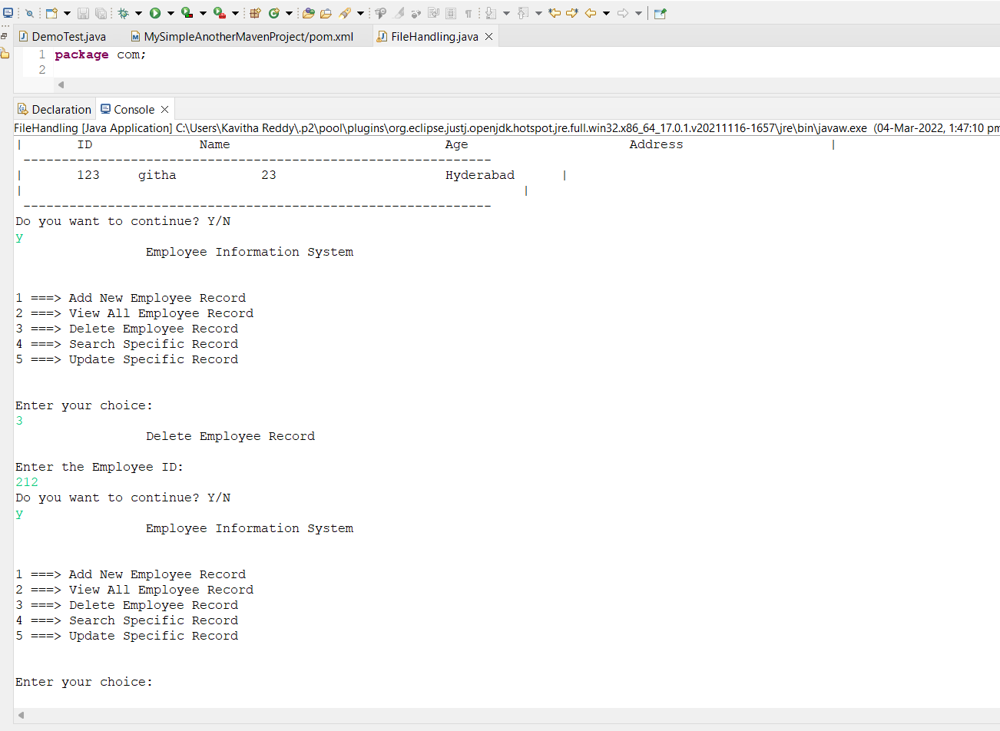 DemoTest.java MySimpleAnotherMavenProject/pom.xml FileHandling.java
1 package com;
2
Declaration Console
FileHandling [Java Application] C:\Users\Kavitha Reddy\.p2\pool\plugins\org.eclipse.justj.openjdk.hotspot.jre.full.win32.x86_64_17.0.1.v20211116-1657\jre\bin\javaw.exe (04-Mar-2022, 1:47:10 pm
| ID Name Age Address |
-------------------------------------------------------------
| 123 githa 23 Hyderabad |
| |
-------------------------------------------------------------
Do you want to continue? Y/N
y
Employee Information System
1 ===> Add New Employee Record
2 ===> View All Employee Record
3 ===> Delete Employee Record
4 ===> Search Specific Record
5 ===> Update Specific Record
Enter your choice:
3
Delete Employee Record
Enter the Employee ID:
212
Do you want to continue? Y/N
y
Employee Information System
1 ===> Add New Employee Record
2 ===> View All Employee Record
3 ===> Delete Employee Record
4 ===> Search Specific Record
5 ===> Update Specific Record
Enter your choice: